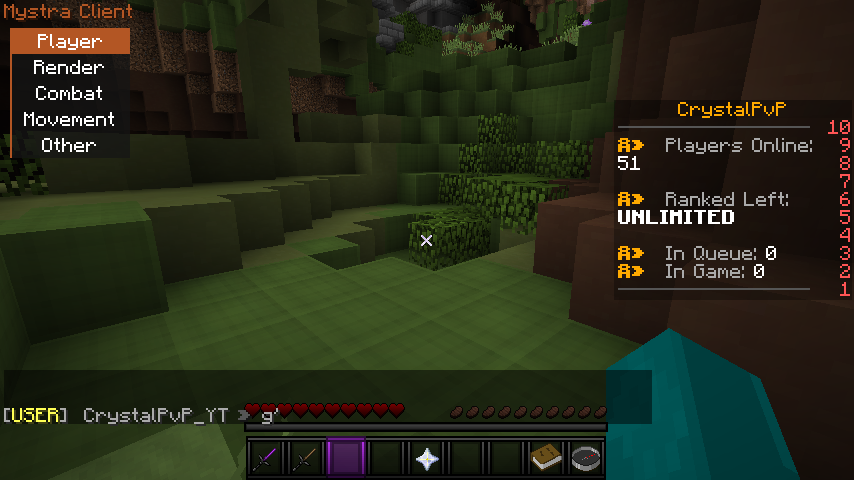 Mystra Client
Player
Render
Combat
Movement
Other
CrystalPvP
10
Players Online: 9
51 8
7
Ranked Left: 6
UNLIMITED 5
4
In Queue: 0 3
In Game: 0 2
1
[USER] CrystalPvP_YT » g'